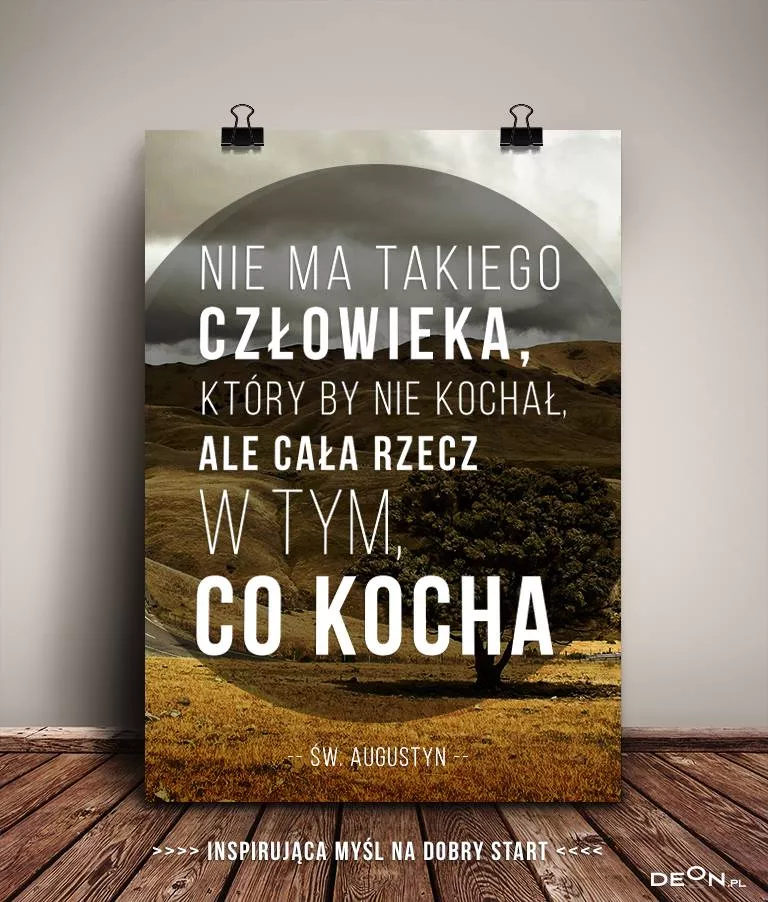 NIE MA TAKIEGO
CZŁOWIEKA,
KTÓRY BY NIE KOCHAŁ,
ALE CAŁA RZECZ
W TYM,
CO KOCHA
-- ŚW. AUGUSTYN --
>>>> INSPIRUJĄCA MYŚL NA DOBRY START <<<<
DEON.PL